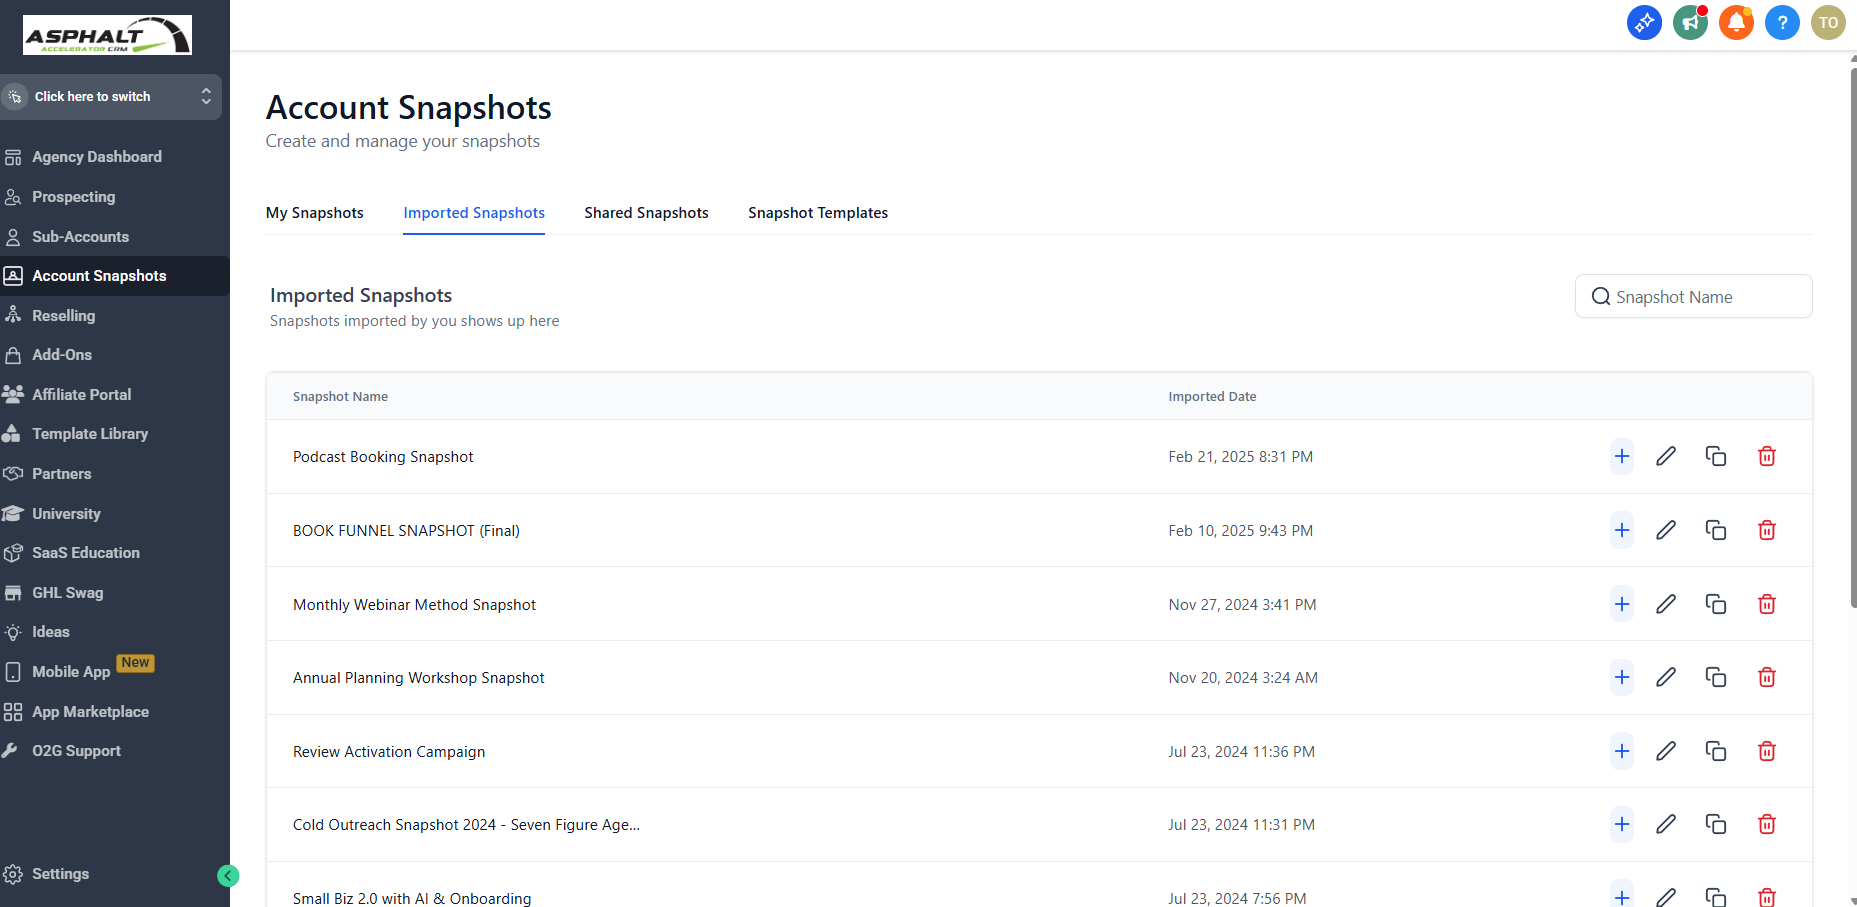 ASPHALT
ACCELERATOR CRM
TO
Click here to switch
Agency Dashboard
Prospecting
Sub-Accounts
Account Snapshots
Reselling
Add-Ons
Affiliate Portal
Template Library
Partners
University
SaaS Education
GHL Swag
Ideas
Mobile App New
App Marketplace
O2G Support
Settings
Account Snapshots
Create and manage your snapshots
My Snapshots Imported Snapshots Shared Snapshots Snapshot Templates
Imported Snapshots
Snapshots imported by you shows up here
Snapshot Name
Snapshot Name Imported Date
Podcast Booking Snapshot Feb 21, 2025 8:31 PM
BOOK FUNNEL SNAPSHOT (Final) Feb 10, 2025 9:43 PM
Monthly Webinar Method Snapshot Nov 27, 2024 3:41 PM
Annual Planning Workshop Snapshot Nov 20, 2024 3:24 AM
Review Activation Campaign Jul 23, 2024 11:36 PM
Cold Outreach Snapshot 2024 - Seven Figure Age... Jul 23, 2024 11:31 PM
Small Biz 2.0 with AI & Onboarding Jul 23, 2024 7:56 PM